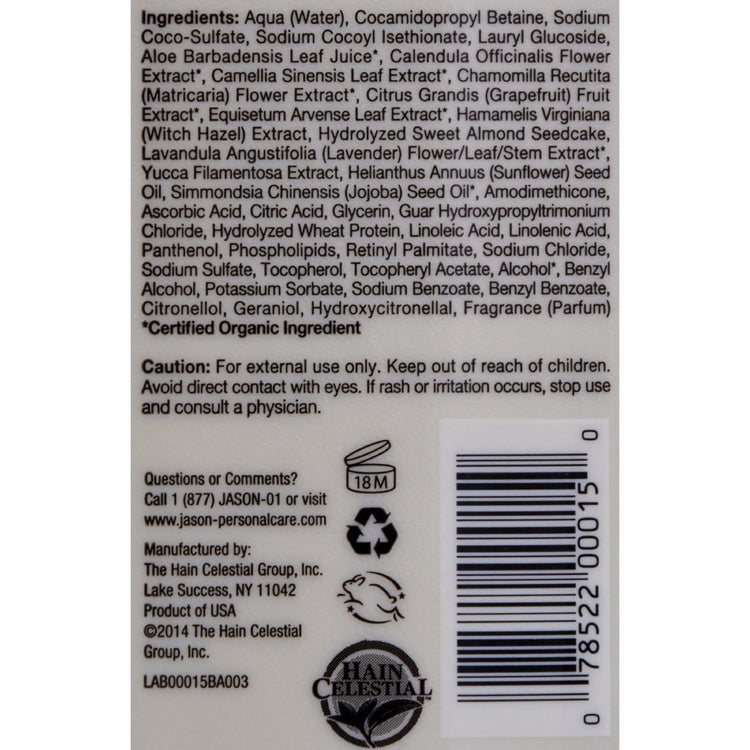 Ingredients: Aqua (Water), Cocamidopropyl Betaine, Sodium
Coco-Sulfate, Sodium Cocoyl Isethionate, Lauryl Glucoside,
Aloe Barbadensis Leaf Juice*, Calendula Officinalis Flower
Extract*, Camellia Sinensis Leaf Extract*, Chamomilla Recutita
(Matricaria) Flower Extract*, Citrus Grandis (Grapefruit) Fruit
Extract*, Equisetum Arvense Leaf Extract*, Hamamelis Virginiana
(Witch Hazel) Extract, Hydrolyzed Sweet Almond Seedcake,
Lavandula Angustifolia (Lavender) Flower/Leaf/Stem Extract*,
Yucca Filamentosa Extract, Helianthus Annuus (Sunflower) Seed
Oil, Simmondsia Chinensis (Jojoba) Seed Oil*, Amodimethicone,
Ascorbic Acid, Citric Acid, Glycerin, Guar Hydroxypropyltrimonium
Chloride, Hydrolyzed Wheat Protein, Linoleic Acid, Linolenic Acid,
Panthenol, Phospholipids, Retinyl Palmitate, Sodium Chloride,
Sodium Sulfate, Tocopherol, Tocopheryl Acetate, Alcohol*, Benzyl
Alcohol, Potassium Sorbate, Sodium Benzoate, Benzyl Benzoate,
Citronellol, Geraniol, Hydroxycitronellal, Fragrance (Parfum)
*Certified Organic Ingredient
Caution: For external use only. Keep out of reach of children.
Avoid direct contact with eyes. If rash or irritation occurs, stop use
and consult a physician.
Questions or Comments?
Call 1 (877) JASON-01 or visit
www.jason-personalcare.com
Manufactured by:
The Hain Celestial Group, Inc.
Lake Success, NY 11042
Product of USA
©2014 The Hain Celestial
Group, Inc.
LAB00015BA003
18M
HAIN
CELESTIAL
™
0 78522 00015 0